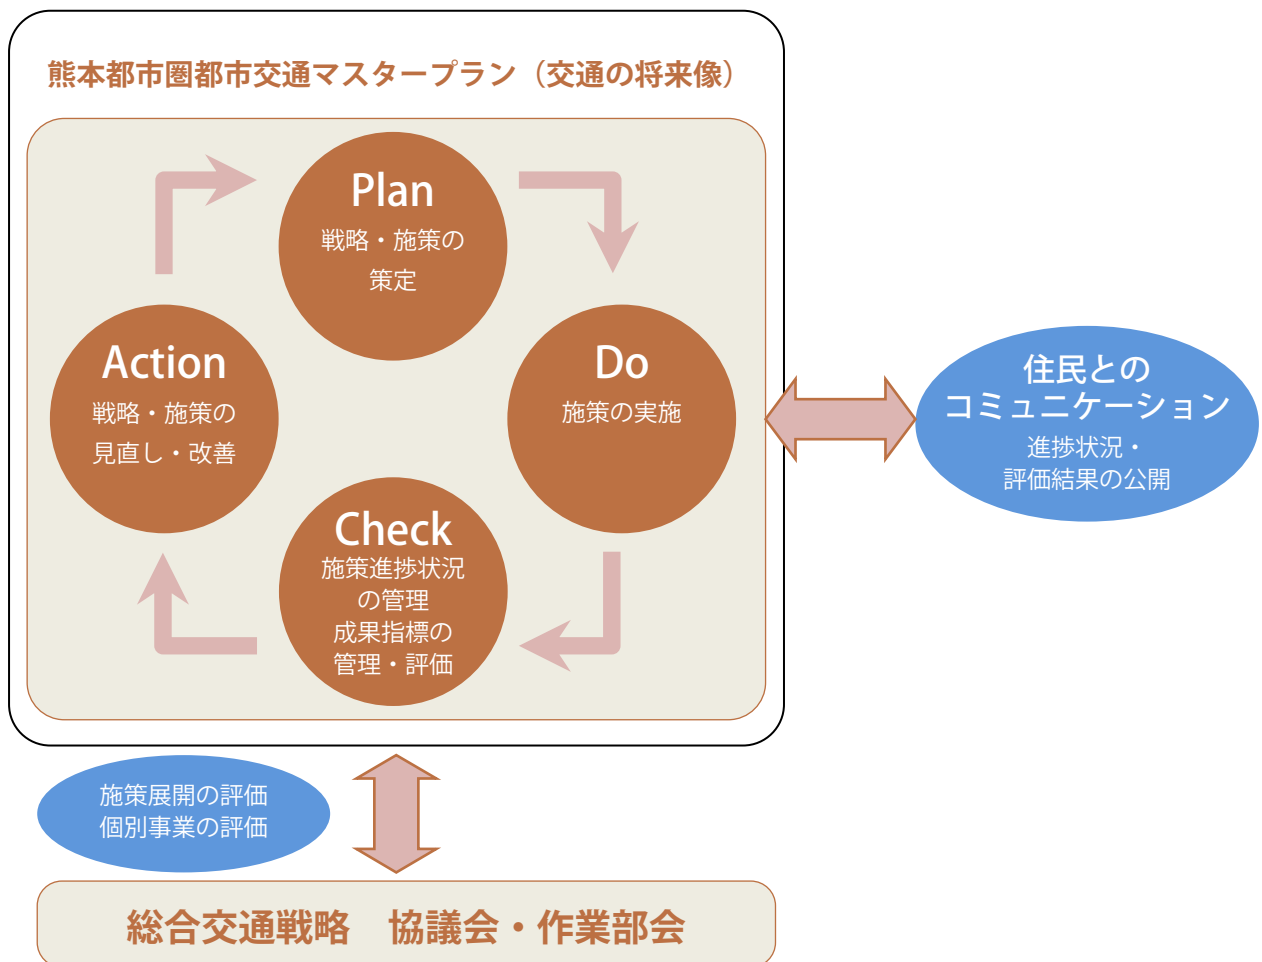 熊本都市圏都市交通マスタープラン（交通の将来像）
Plan
戦略・施策の
策定
Action
戦略・施策の
見直し・改善
Do
施策の実施
Check
施策進捗状況
の管理
成果指標の
管理・評価
住民との
コミュニケーション
進捗状況・
評価結果の公開
施策展開の評価
個別事業の評価
総合交通戦略　協議会・作業部会